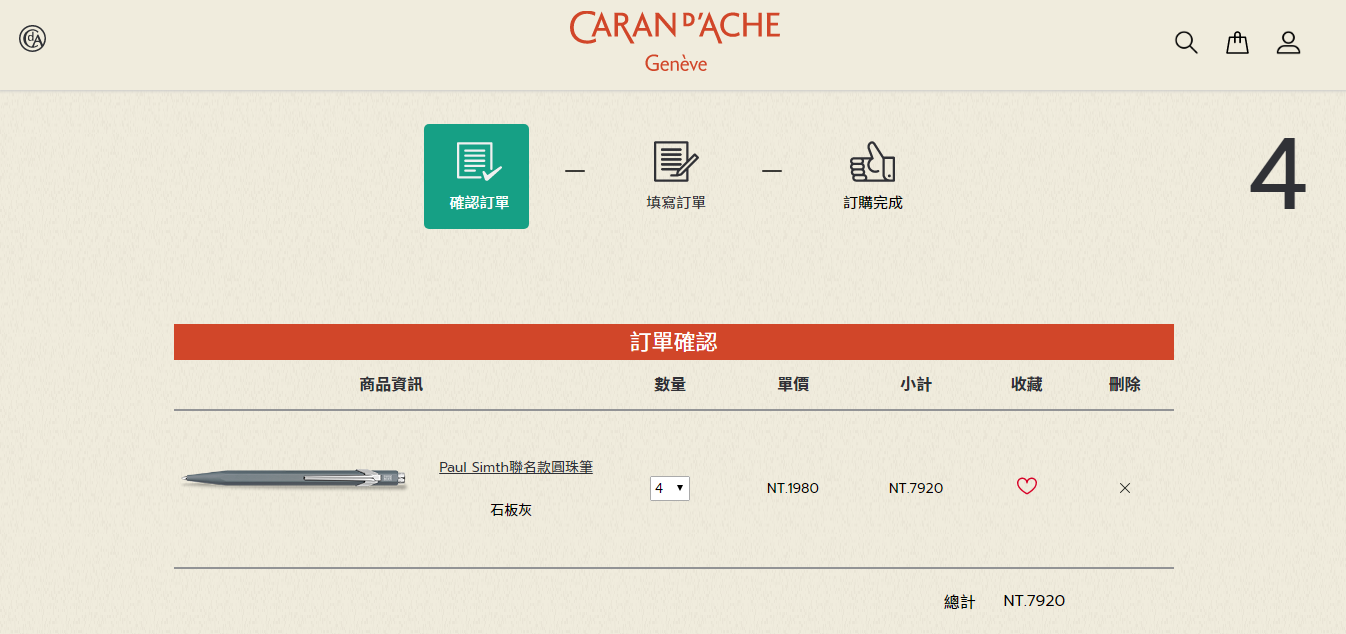 CdA
CARAN D'ACHE
Genève
確認訂單
填寫訂單
訂購完成
4
訂單確認
商品資訊 數量 單價 小計 收藏 刪除
Paul Simth聯名款圓珠筆
石板灰
4 NT.1980 NT.7920
總計 NT.7920